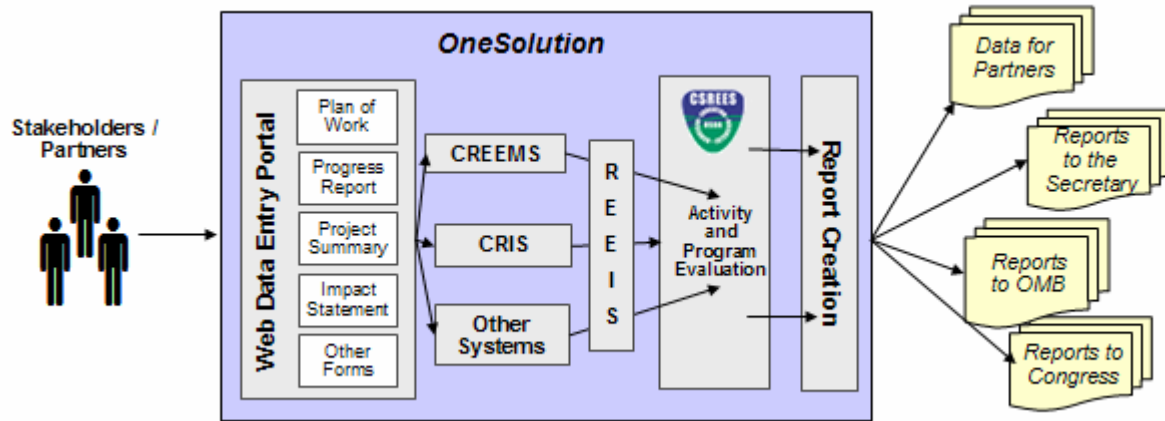 OneSolution
Stakeholders /
Partners
Web Data Entry Portal
Plan of
Work
Progress
Report
Project
Summary
Impact
Statement
Other
Forms
CREEMS
CRIS
Other
Systems
R
E
E
I
S
CSREES
Activity
and
Program
Evaluation
Report Creation
Data for
Partners
Reports
to the
Secretary
Reports
to OMB
Reports to
Congress